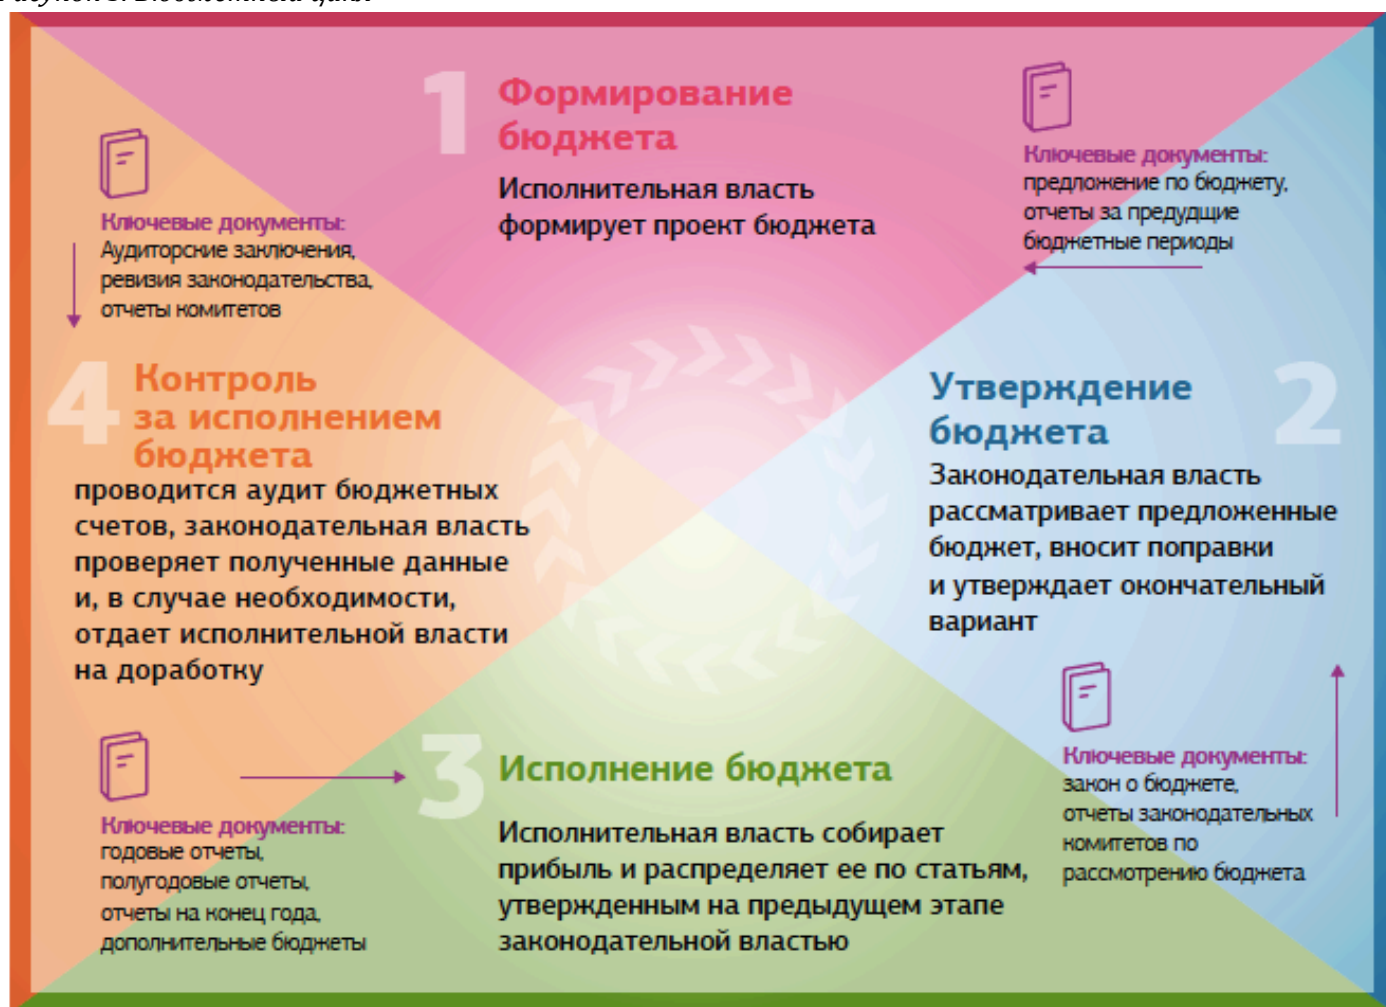 1
Формирование
бюджета
Исполнительная власть
формирует проект бюджета
Ключевые документы:
предложение по бюджету,
отчеты за предудщие
бюджетные периоды
2
Утверждение
бюджета
Законодательная власть
рассматривает предложенные
бюджет, вносит поправки
и утверждает окончательный
вариант
Ключевые документы:
закон о бюджете,
отчеты законодательных
комитетов по
рассмотрению бюджета
3
Исполнение бюджета
Исполнительная власть собирает
прибыль и распределяет ее по статьям,
утвержденным на предыдущем этапе
законодательной властью
Ключевые документы:
годовые отчеты,
полугодовые отчеты,
отчеты на конец года,
дополнительные бюджеты
4
Контроль
за исполнением
бюджета
проводится аудит бюджетных
счетов, законодательная власть
проверяет полученные данные
и, в случае необходимости,
отдает исполнительной власти
на доработку
Ключевые документы:
Аудиторские заключения,
ревизия законодательства,
отчеты комитетов